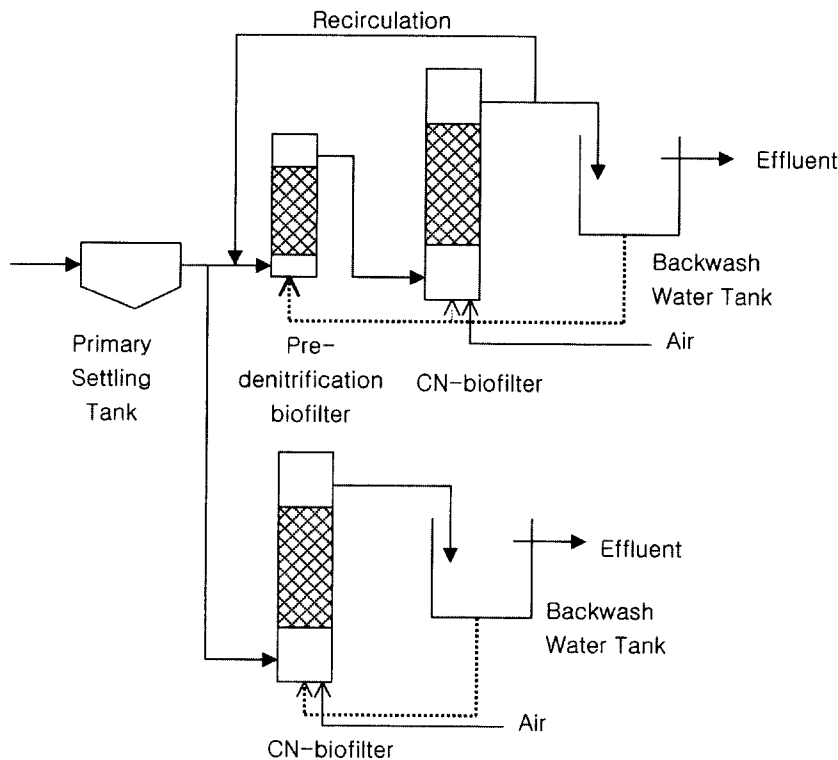 Recirculation
Effluent
Backwash
Water Tank
Air
Primary
Settling
Tank
Pre-
denitrification
biofilter
CN-biofilter
Effluent
Backwash
Water Tank
Air
CN-biofilter